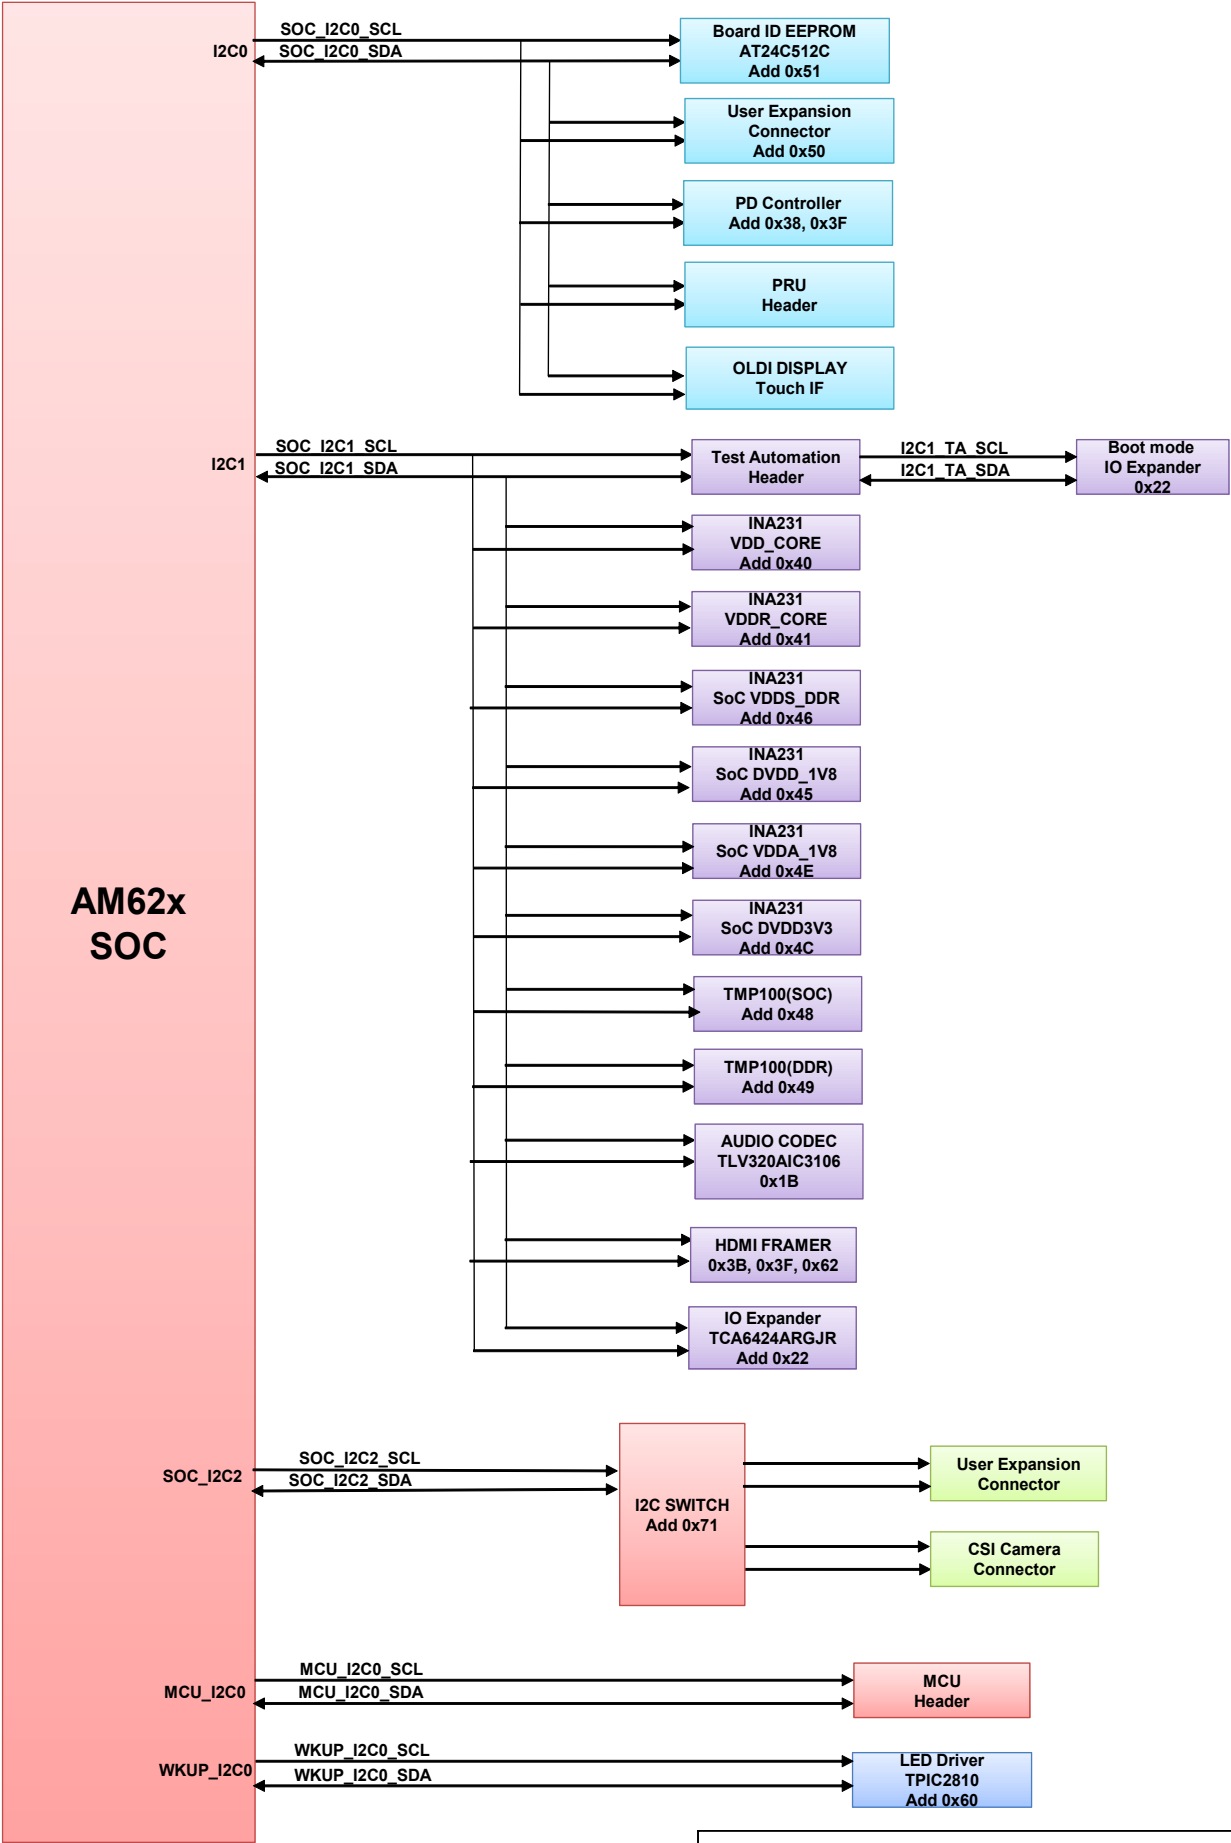 SOC_I2C0_SCL
I2C0
SOC_I2C0_SDA
Board ID EEPROM
AT24C512C
Add 0x51
User Expansion
Connector
Add 0x50
PD Controller
Add 0x38, 0x3F
PRU
Header
OLDI DISPLAY
Touch IF
SOC_I2C1_SCL
I2C1
SOC_I2C1_SDA
Test Automation
Header
I2C1_TA_SCL
I2C1_TA_SDA
Boot mode
IO Expander
0x22
INA231
VDD_CORE
Add 0x40
INA231
VDDR_CORE
Add 0x41
INA231
SoC VDDS_DDR
Add 0x46
INA231
SoC DVDD_1V8
Add 0x45
INA231
SoC VDDA_1V8
Add 0x4E
AM62x
SOC
INA231
SoC DVDD3V3
Add 0x4C
TMP100(SOC)
Add 0x48
TMP100(DDR)
Add 0x49
AUDIO CODEC
TLV320AIC3106
0x1B
HDMI FRAMER
0x3B, 0x3F, 0x62
IO Expander
TCA6424ARGJR
Add 0x22
SOC_I2C2_SCL
SOC_I2C2
SOC_I2C2_SDA
I2C SWITCH
Add 0x71
User Expansion
Connector
CSI Camera
Connector
MCU_I2C0_SCL
MCU_I2C0
MCU_I2C0_SDA
MCU
Header
WKUP_I2C0_SCL
WKUP_I2C0
WKUP_I2C0_SDA
LED Driver
TPIC2810
Add 0x60